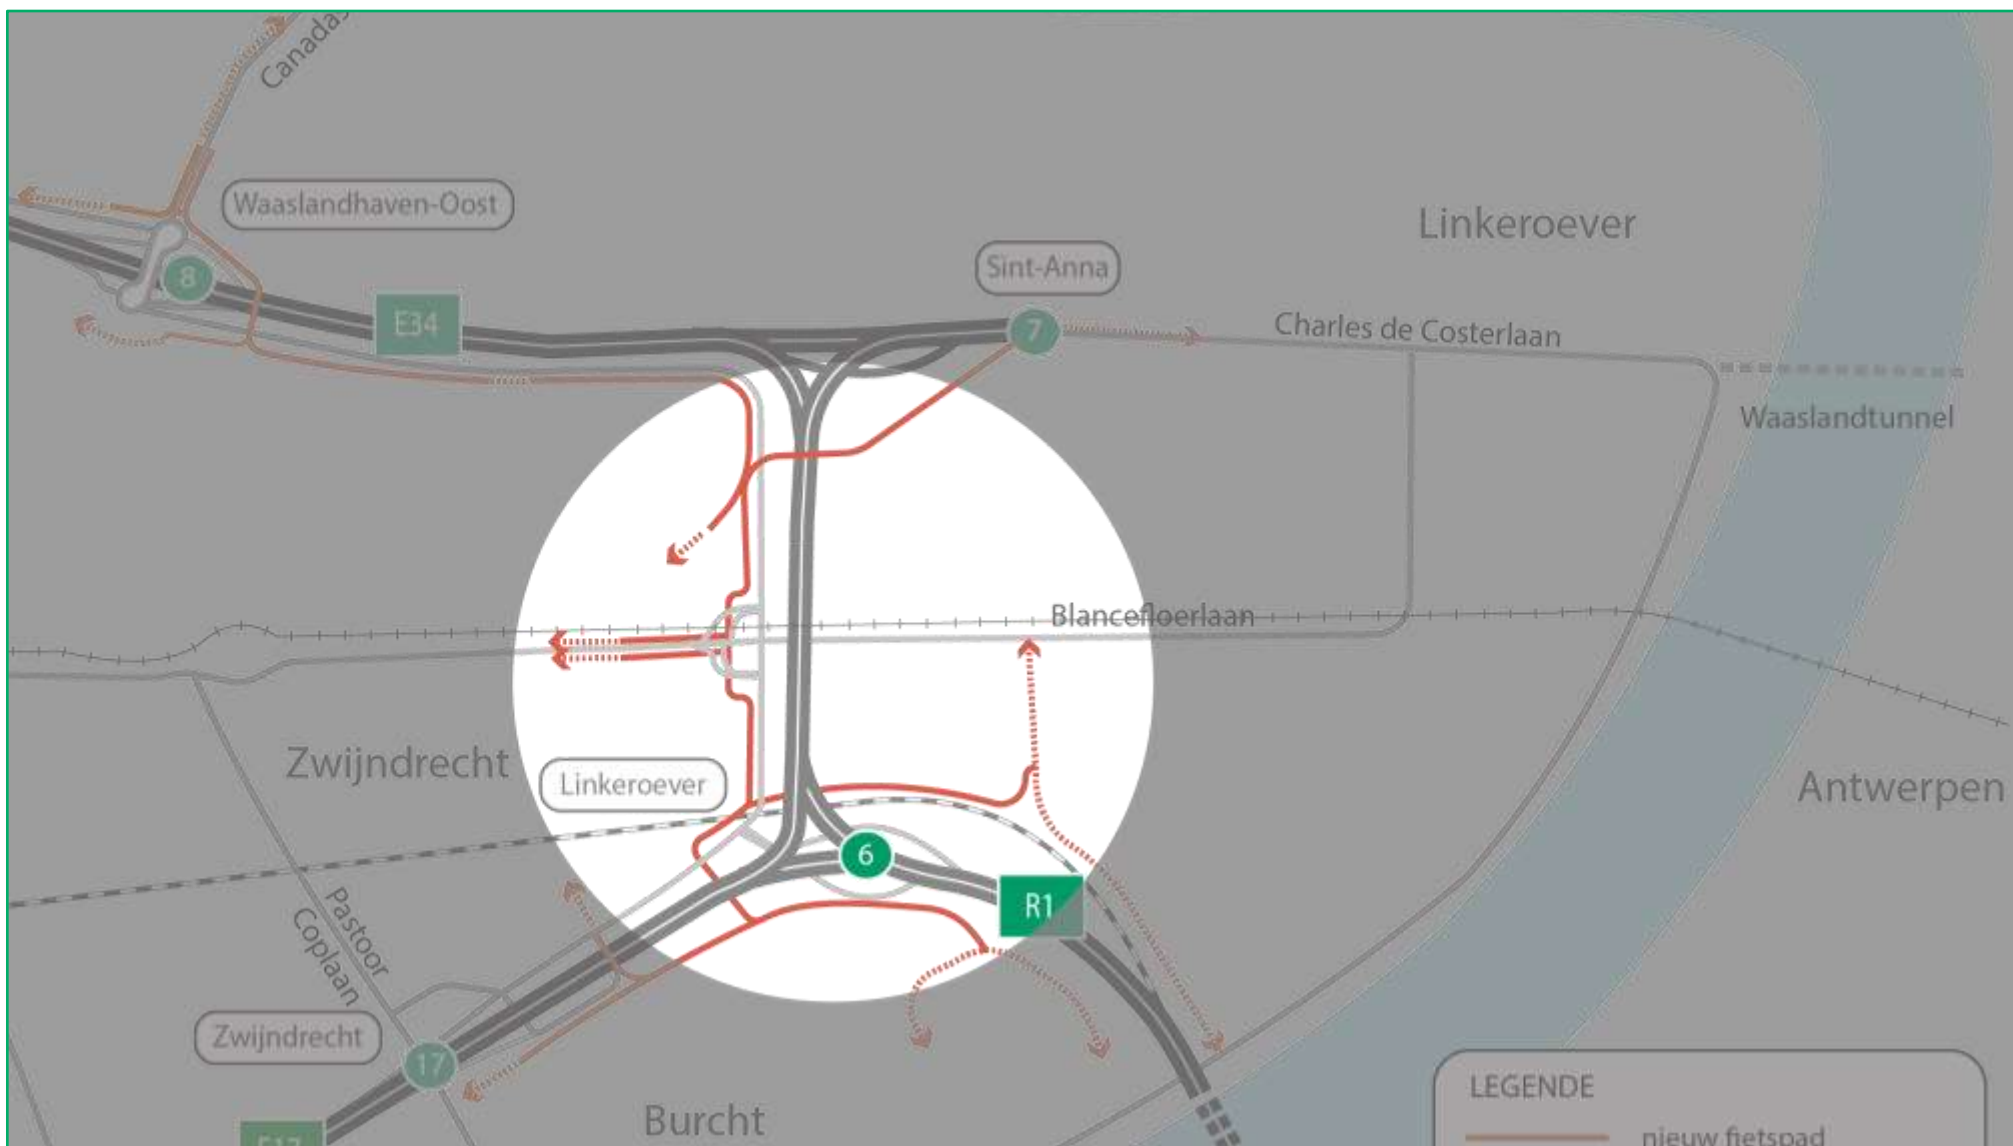 Canada
Waaslandhaven-Oost
Linkeroever
8
E34
Sint-Anna
7
Charles de Costerlaan
Waaslandtunnel
Blancefloerlaan
Zwijndrecht
Linkeroever
Antwerpen
6
R1
Pastoor
Coplaan
Zwijndrecht
17
Burcht
LEGENDE
nieuw fietspad